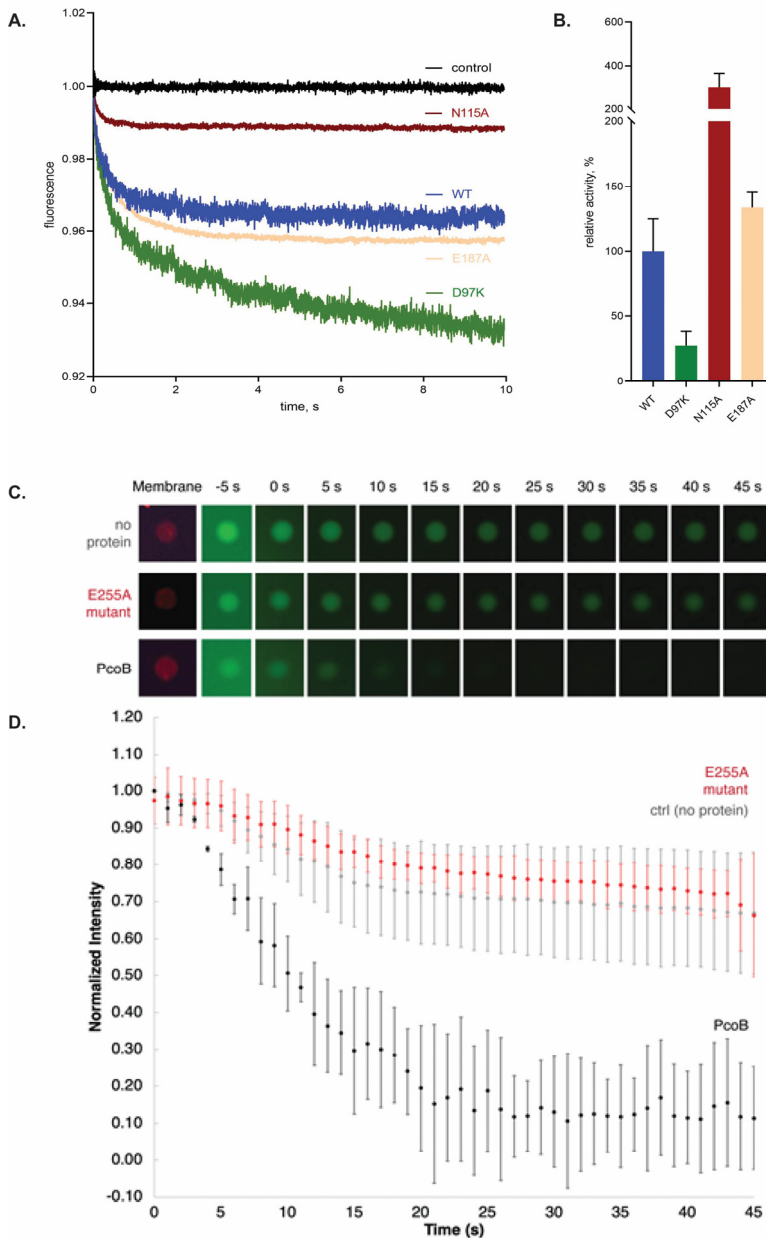 A.
1.02
1.00
0.98
0.96
0.94
0.92
fluorescence
control
N115A
WT
E187A
D97K
0 2 4 6 8 10
time, s
B.
600
400
200
200
150
100
50
0
relative activity, %
WT D97K N115A E187A
C.
Membrane -5 s 0 s 5 s 10 s 15 s 20 s 25 s 30 s 35 s 40 s 45 s
no
protein
E255A
mutant
PcoB
D.
1.20
1.10
1.00
0.90
0.80
0.70
0.60
0.50
0.40
0.30
0.20
0.10
0.00
-0.10
Normalized Intensity
E255A
mutant
ctrl (no protein)
PcoB
0 5 10 15 20 25 30 35 40 45
Time (s)